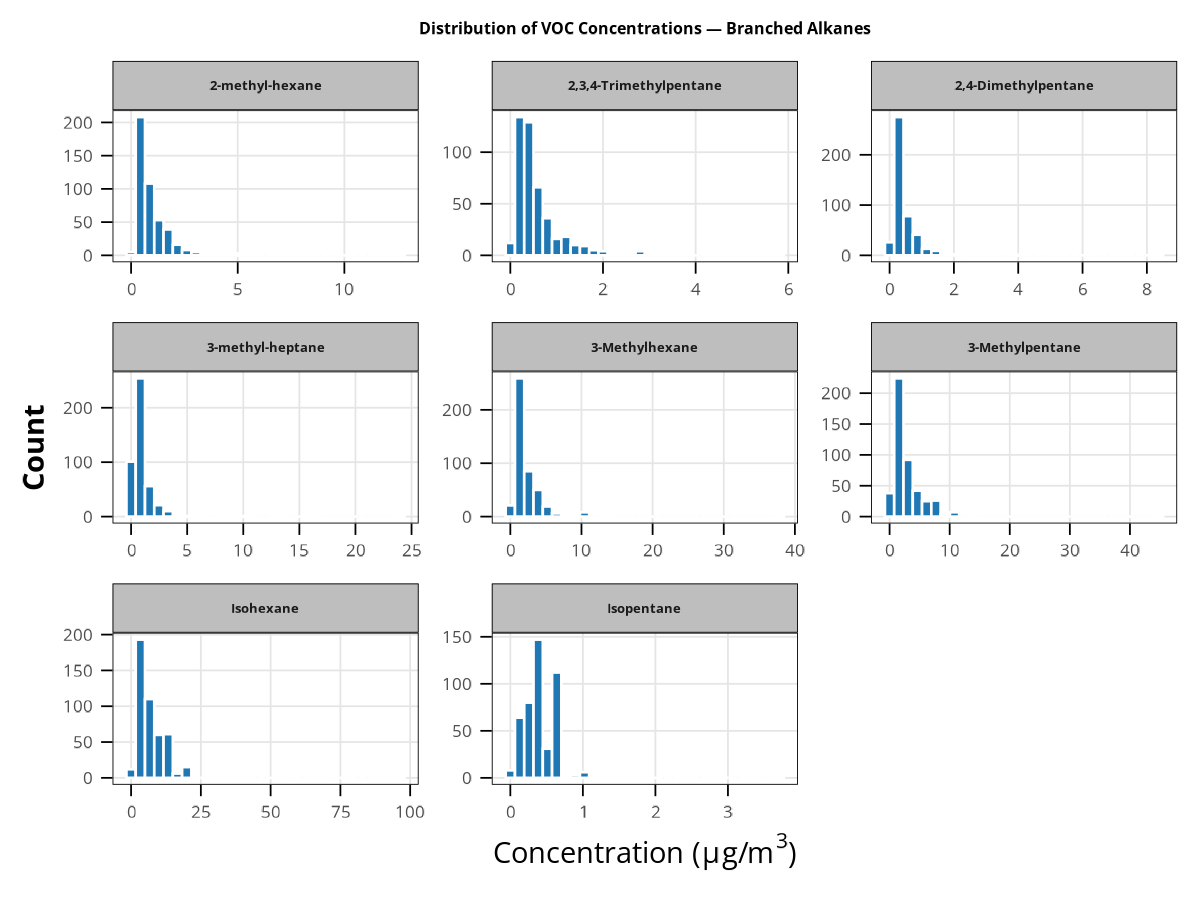 Distribution of VOC Concentrations — Branched Alkanes
2-methyl-hexane
2,3,4-Trimethylpentane
2,4-Dimethylpentane
200
150
100
50
0
0 5 10
100
50
0
0 2 4 6
200
100
0
0 2 4 6 8
3-methyl-heptane
3-Methylhexane
3-Methylpentane
200
100
0
0 5 10 15 20 25
200
100
0
0 10 20 30 40
200
150
100
50
0
0 10 20 30 40
Count
Isohexane
Isopentane
200
150
100
50
0
0 25 50 75 100
150
100
50
0
0 1 2 3
Concentration (µg/m³)